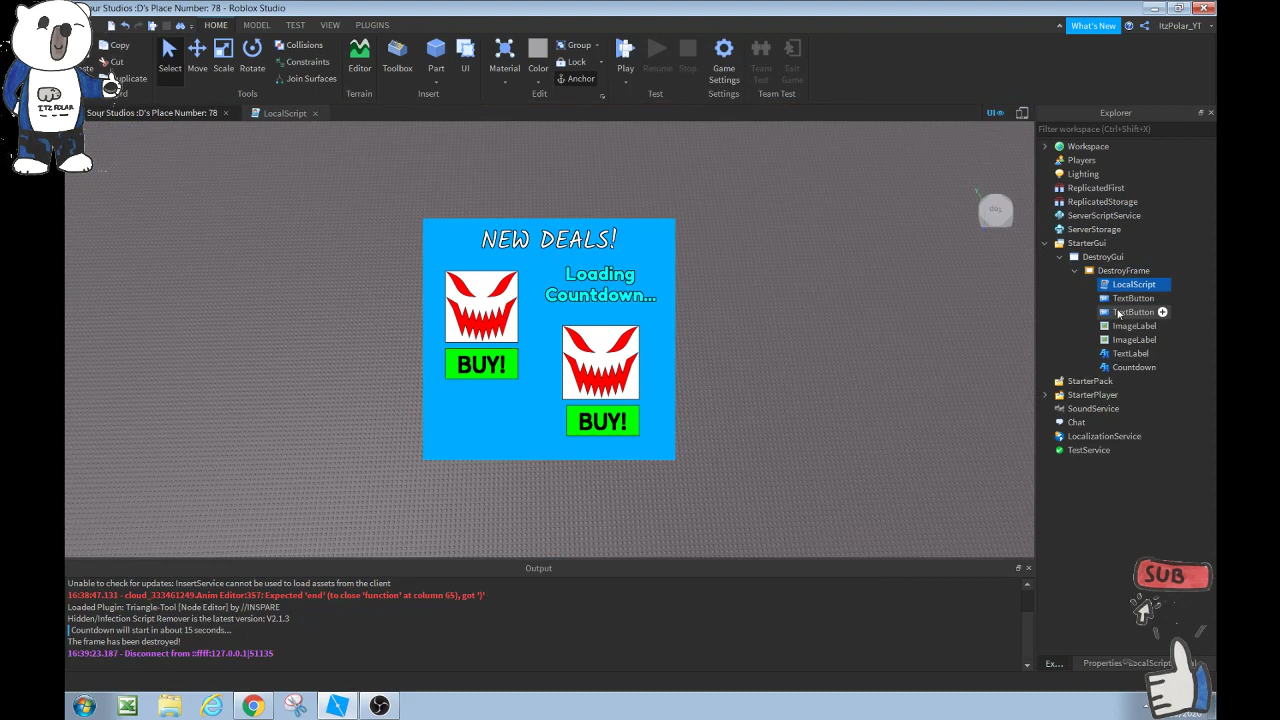 Sour Studios :D's Place Number: 78 - Roblox Studio
HOME MODEL TEST VIEW PLUGINS
What's New ItzPolar_YT
Copy
Cut
Duplicate
Select Move Scale Rotate
Collisions
Constraints
Join Surfaces
Tools
Editor
Terrain
Toolbox Part UI
Insert
Material Color
Group
Lock
Anchor
Edit
Play Resume Stop
Test
Game Settings
Settings
Team Test Exit Game
Team Test
ITZ POLAR
Sour Studios :D's Place Number: 78 LocalScript
UI
NEW DEALS!
Loading
Countdown...
BUY!
BUY!
Explorer
Filter workspace (Ctrl+Shift+X)
Workspace
Players
Lighting
ReplicatedFirst
ReplicatedStorage
ServerScriptService
ServerStorage
StarterGui
DestroyGui
DestroyFrame
LocalScript
TextButton
TextButton
ImageLabel
ImageLabel
TextLabel
Countdown
StarterPack
StarterPlayer
SoundService
Chat
LocalizationService
TestService
Output
Unable to check for updates: InsertService cannot be used to load assets from the client
16:38:47.131 - cloud_333461249.Anim Editor:357: Expected 'end' (to close 'function' at column 65), got '}'
Loaded Plugin: Triangle-Tool [Node Editor] by //INSPARE
Hidden/Infection Script Remover is the latest version: V2.1.3
Countdown will start in about 15 seconds...
The frame has been destroyed!
16:39:23.187 - Disconnect from ::ffff:127.0.0.1|51135
SUB
Ex...